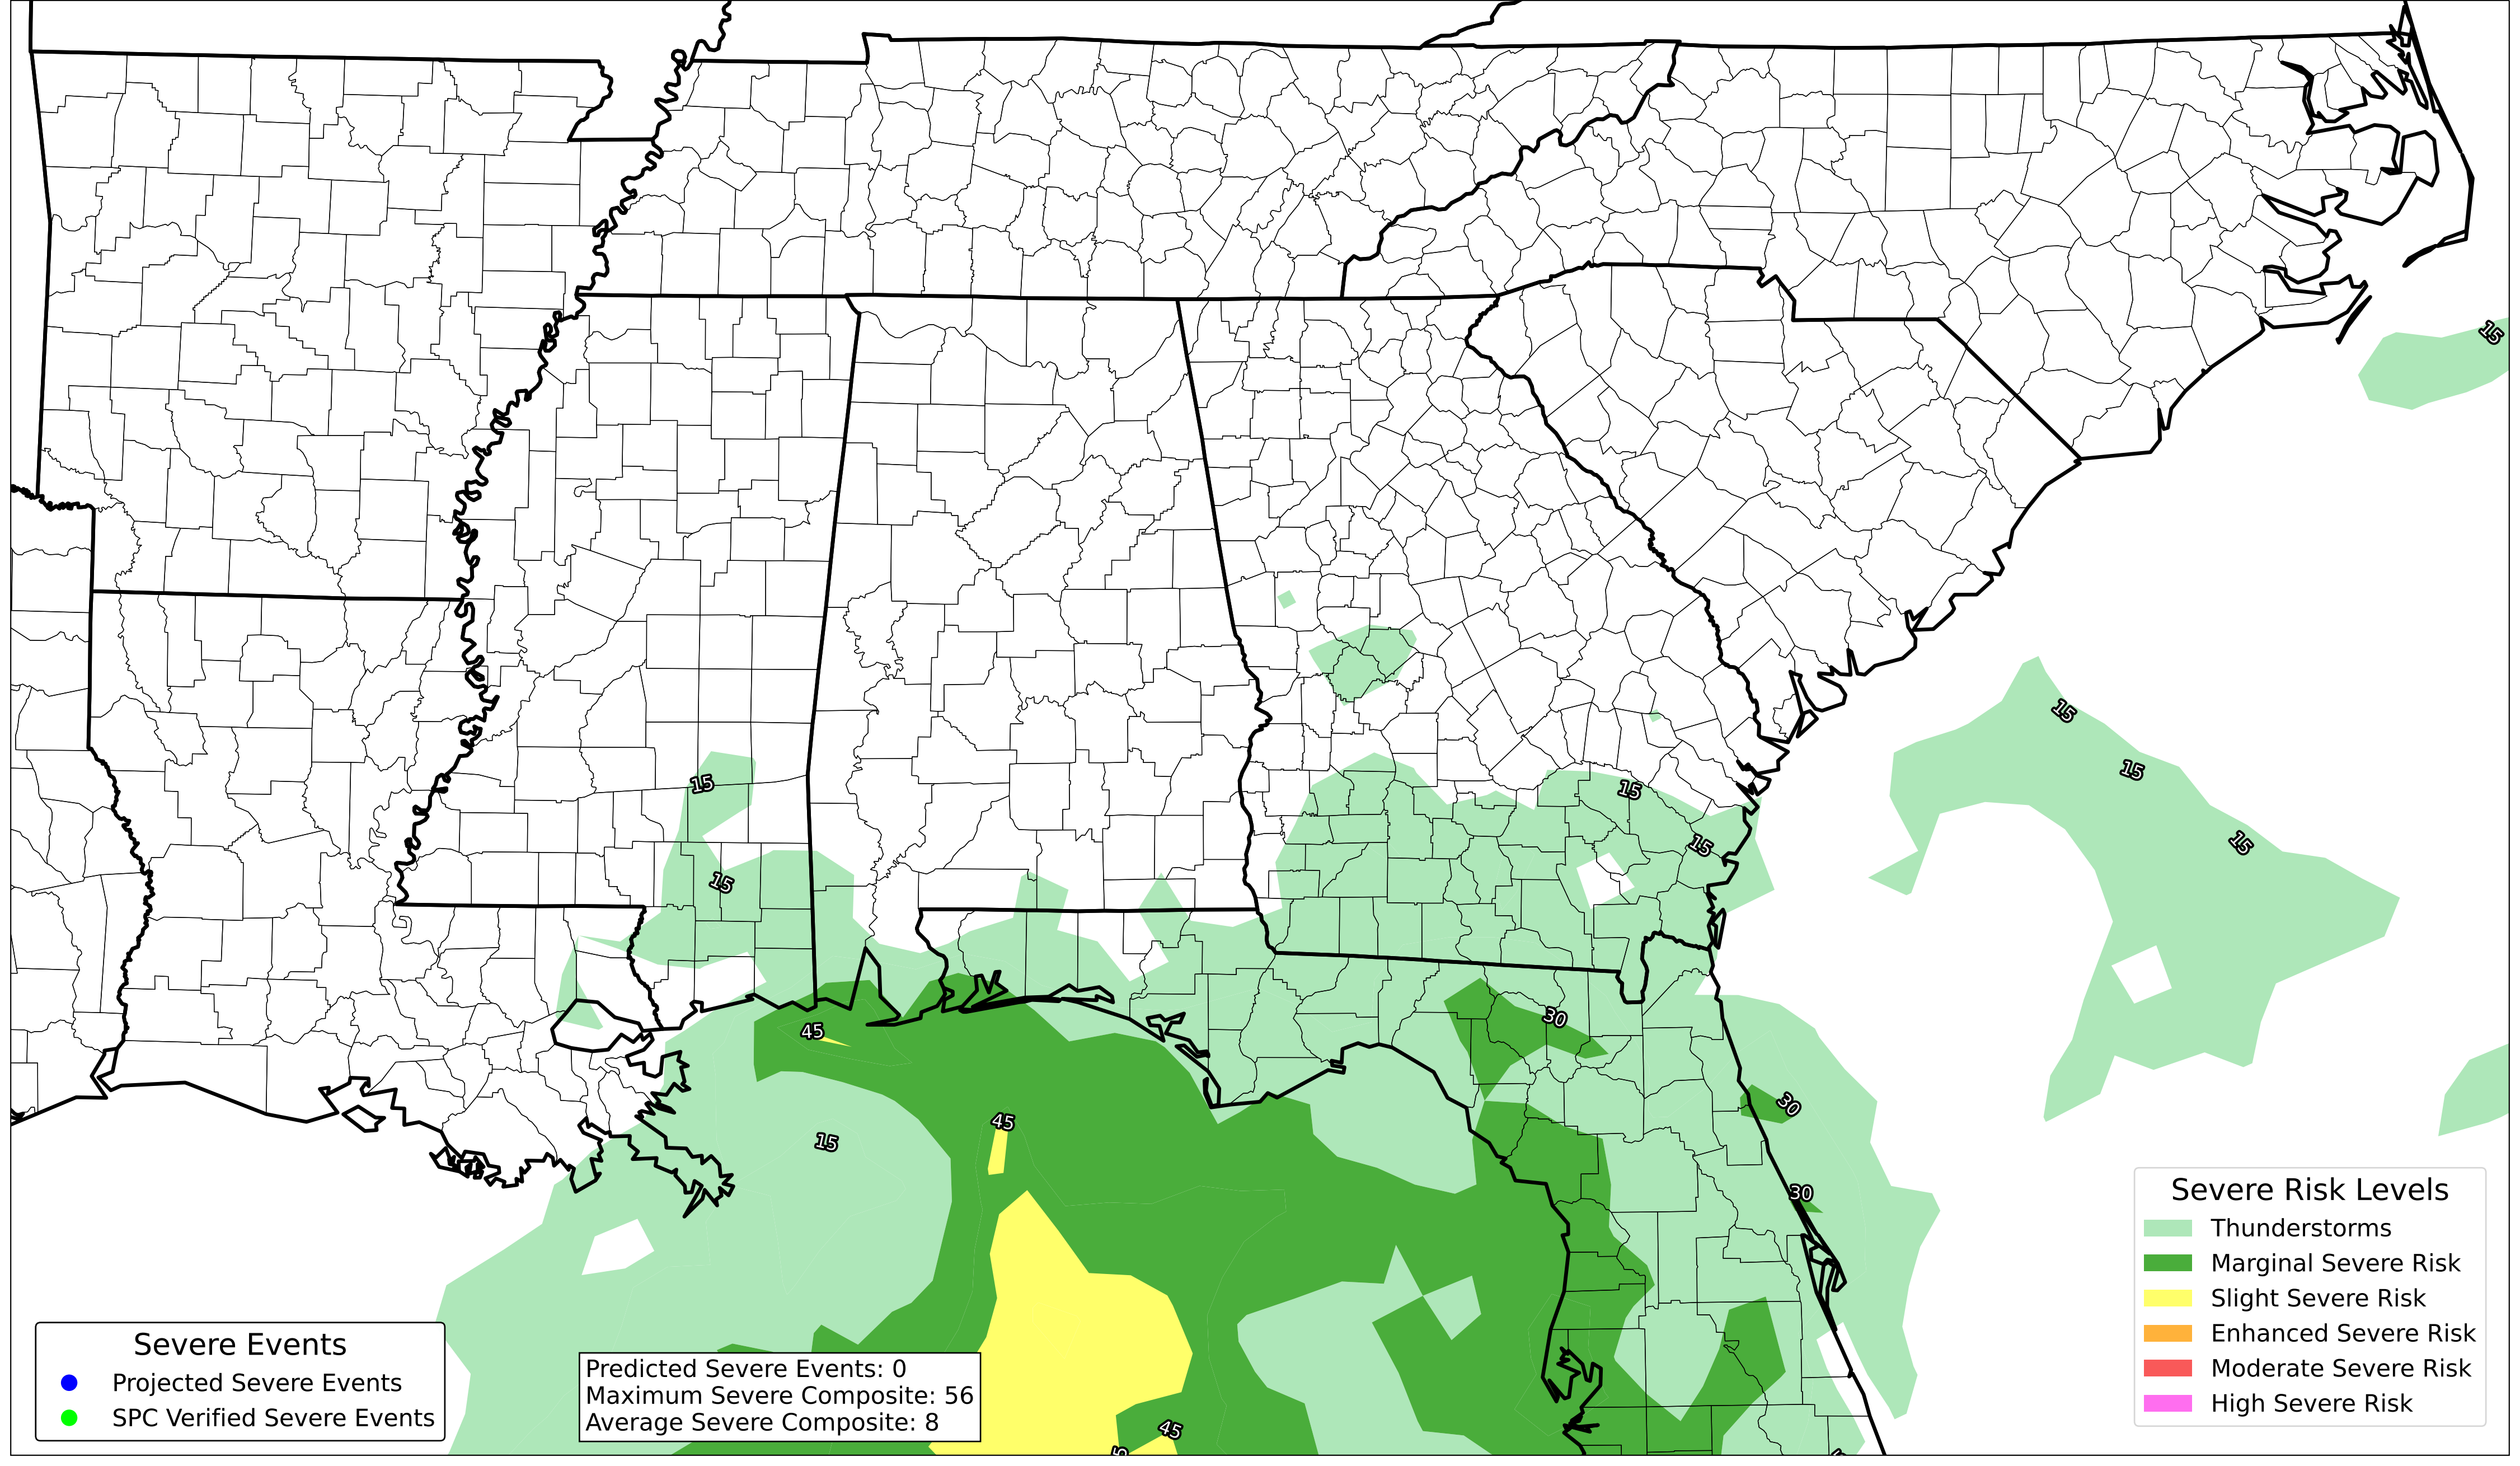 15
15
15
15
15
15
15
15
30
45
30
45
15
30
45
Severe Risk Levels
Thunderstorms
Marginal Severe Risk
Slight Severe Risk
Enhanced Severe Risk
Moderate Severe Risk
High Severe Risk
Severe Events
Projected Severe Events
SPC Verified Severe Events
Predicted Severe Events: 0
Maximum Severe Composite: 56
Average Severe Composite: 8